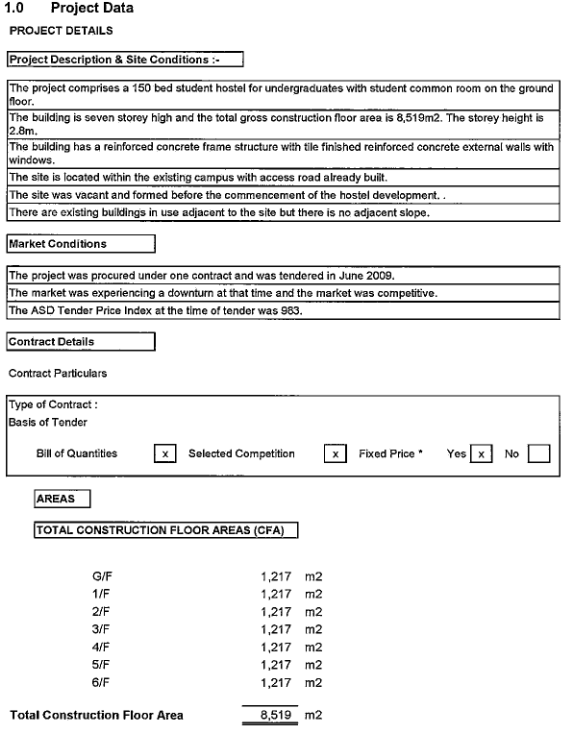 1.0 Project Data
PROJECT DETAILS
Project Description & Site Conditions :-
The project comprises a 150 bed student hostel for undergraduates with student common room on the ground
floor.
The building is seven storey high and the total gross construction floor area is 8,519m2. The storey height is
2.8m.
The building has a reinforced concrete frame structure with tile finished reinforced concrete external walls with
windows.
The site is located within the existing campus with access road already built.
The site was vacant and formed before the commencement of the hostel development. .
There are existing buildings in use adjacent to the site but there is no adjacent slope.
Market Conditions
The project was procured under one contract and was tendered in June 2009.
The market was experiencing a downturn at that time and the market was competitive.
The ASD Tender Price Index at the time of tender was 983.
Contract Details
Contract Particulars
Type of Contract :
Basis of Tender
Bill of Quantities x Selected Competition x Fixed Price * Yes x No
AREAS
TOTAL CONSTRUCTION FLOOR AREAS (CFA)
G/F 1,217 m2
1/F 1,217 m2
2/F 1,217 m2
3/F 1,217 m2
4/F 1,217 m2
5/F 1,217 m2
6/F 1,217 m2
Total Construction Floor Area 8,519 m2